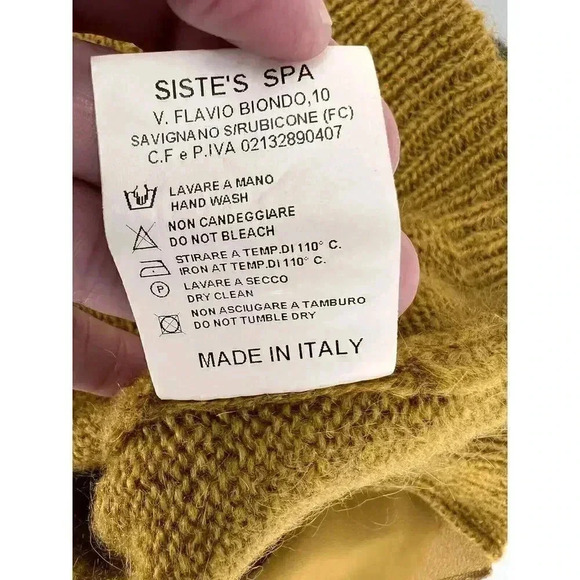 SISTE'S SPA
V. FLAVIO BIONDO,10
SAVIGNANO S/RUBICONE (FC)
C.F e P.IVA 02132890407
LAVARE A MANO
HAND WASH
NON CANDEGGIARE
DO NOT BLEACH
STIRARE A TEMP.DI 110° C.
IRON AT TEMP.DI 110° C.
P
LAVARE A SECCO
DRY CLEAN
NON ASCIUGARE A TAMBURO
DO NOT TUMBLE DRY
MADE IN ITALY